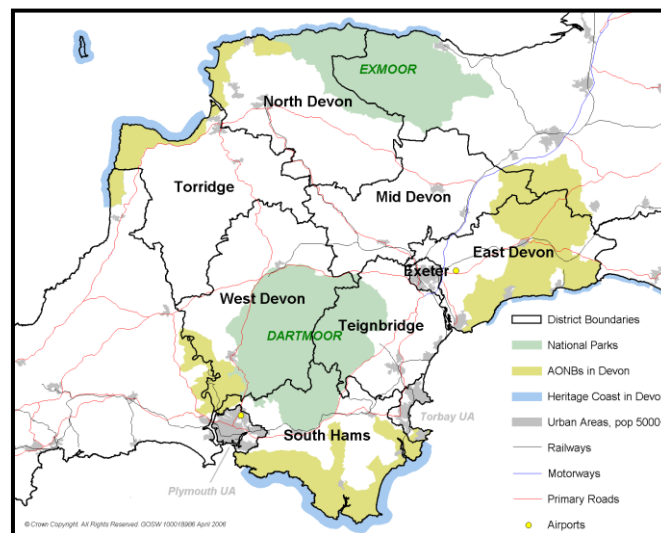 EXMOOR
North Devon
Torridge
Mid Devon
East Devon
Exeter
West Devon
Teignbridge
DARTMOOR
South Hams
Torbay UA
Plymouth UA
District Boundaries
National Parks
AONBs in Devon
Heritage Coast in Devo
Urban Areas, pop 5000
Railways
Motorways
Primary Roads
Airports
© Crown Copyright. All Rights Reserved. GOSW 100018906 April 2006